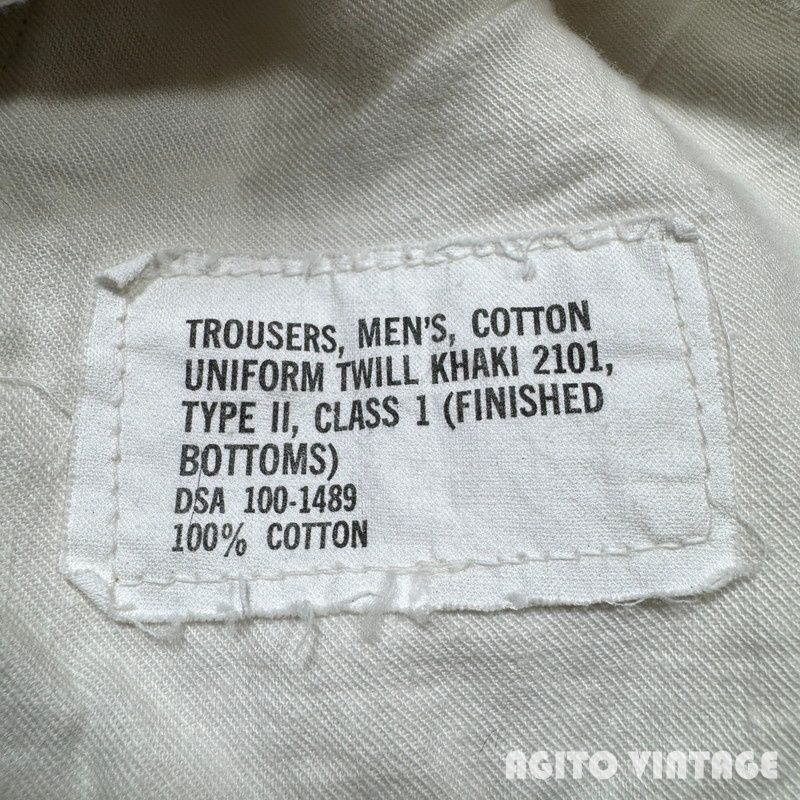 TROUSERS, MEN'S, COTTON
UNIFORM TWILL KHAKI 2101,
TYPE II, CLASS 1 (FINISHED
BOTTOMS)
DSA 100-1489
100% COTTON
AGITO VINTAGE